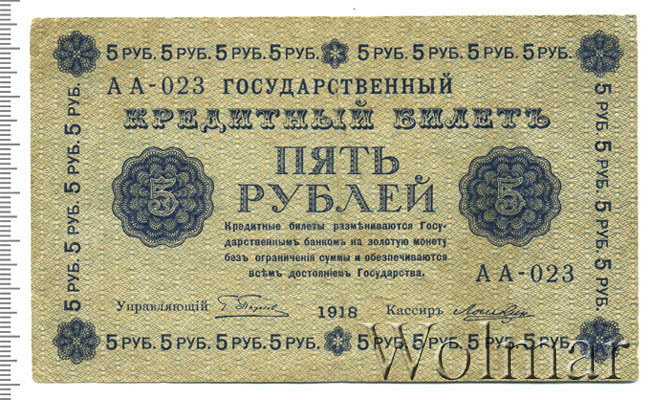 5 РУБ. 5 РУБ. 5 РУБ. 5 РУБ. 5 РУБ. 5 РУБ. 5 РУБ. 5 РУБ.
АА-023 ГОСУДАРСТВЕННЫЙ
КРЕДИТНЫЙ БИЛЕТЪ
5 ПЯТЬ 5
РУБЛЕЙ
Кредитные билеты размѣниваются Госу-
дарственнымъ банкомъ на золотую монету
безъ ограниченія суммы и обезпечиваются
всѣмъ достояніемъ Государства.
АА-023
Управляющій 1918 Кассиръ
5 РУБ. 5 РУБ. 5 РУБ. 5 РУБ. 5 РУБ. 5 РУБ. 5 РУБ. 5 РУБ.
5 РУБ. 5 РУБ. 5 РУБ. 5 РУБ.
5 РУБ. 5 РУБ. 5 РУБ. 5 РУБ.
Wolmar